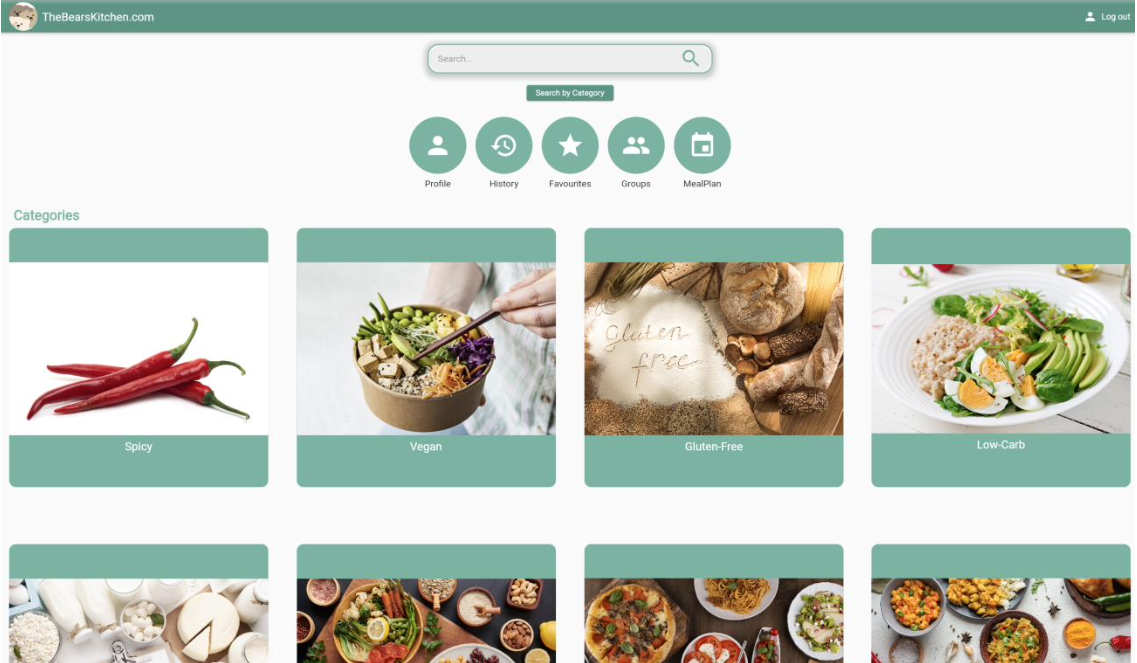 TheBearsKitchen.com
Log out
Search...
Search by Category
Profile History Favourites Groups MealPlan
Categories
Gluten
free
Spicy Vegan Gluten-Free Low-Carb